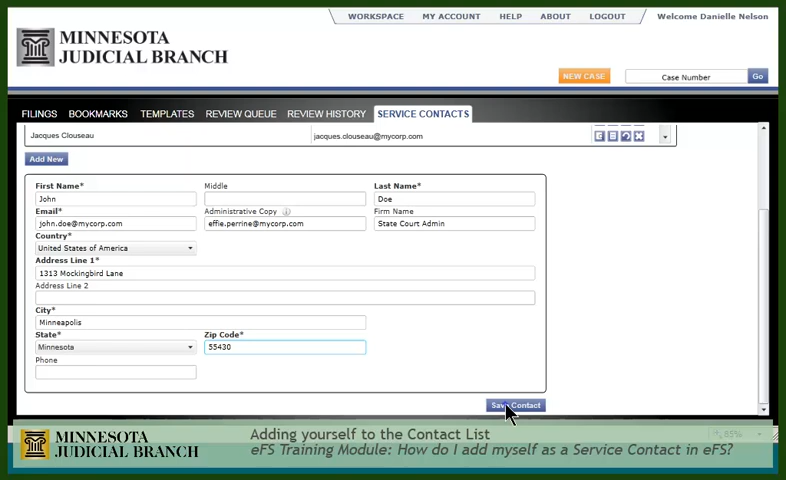 WORKSPACE MY ACCOUNT HELP ABOUT LOGOUT Welcome Danielle Nelson
MINNESOTA
JUDICIAL BRANCH
NEW CASE Case Number Go
FILINGS BOOKMARKS TEMPLATES REVIEW QUEUE REVIEW HISTORY SERVICE CONTACTS
Jacques Clouseau jacques.clouseau@mycorp.com
Add New
First Name* Middle Last Name*
John Doe
Email* Administrative Copy Firm Name
john.doe@mycorp.com effie.perrine@mycorp.com State Court Admin
Country*
United States of America
Address Line 1*
1313 Mockingbird Lane
Address Line 2
City*
Minneapolis
State* Zip Code*
Minnesota 55430
Phone
Save Contact
MINNESOTA
JUDICIAL BRANCH
Adding yourself to the Contact List
eFS Training Module: How do I add myself as a Service Contact in eFS?
85%